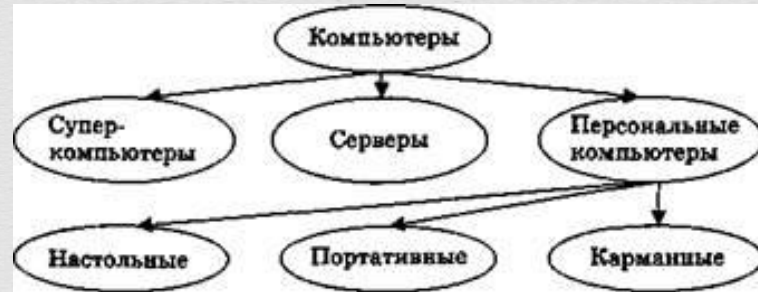 Компьютеры
Супер-
компьютеры
Серверы
Персональные
компьютеры
Настольные
Портативные
Карманные